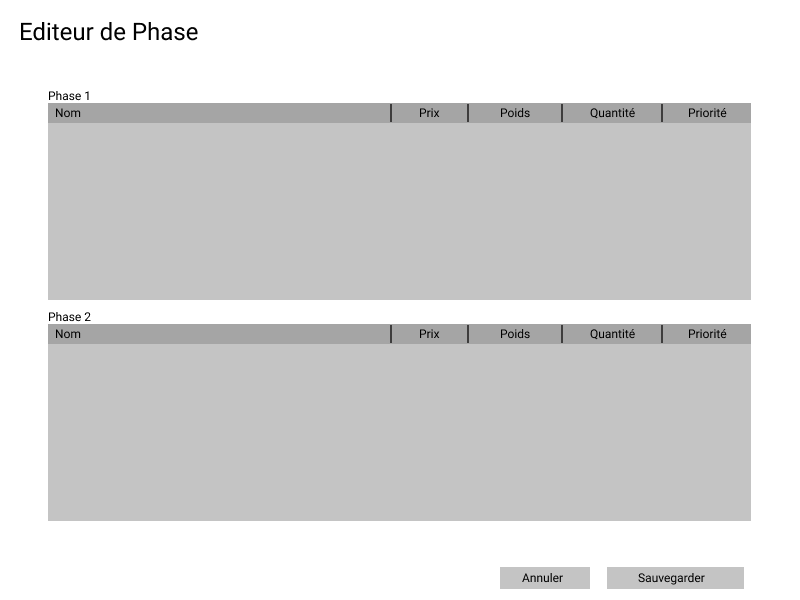 Editeur de Phase
Phase 1
Nom Prix Poids Quantité Priorité
Phase 2
Nom Prix Poids Quantité Priorité
Annuler Sauvegarder